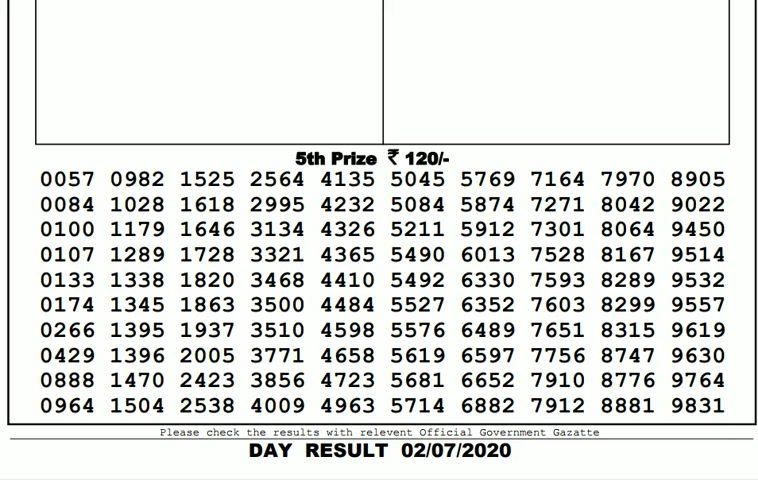 5th Prize ₹ 120/-
0057 0982 1525 2564 4135 5045 5769 7164 7970 8905
0084 1028 1618 2995 4232 5084 5874 7271 8042 9022
0100 1179 1646 3134 4326 5211 5912 7301 8064 9450
0107 1289 1728 3321 4365 5490 6013 7528 8167 9514
0133 1338 1820 3468 4410 5492 6330 7593 8289 9532
0174 1345 1863 3500 4484 5527 6352 7603 8299 9557
0266 1395 1937 3510 4598 5576 6489 7651 8315 9619
0429 1396 2005 3771 4658 5619 6597 7756 8747 9630
0888 1470 2423 3856 4723 5681 6652 7910 8776 9764
0964 1504 2538 4009 4963 5714 6882 7912 8881 9831
Please check the results with relevent Official Government Gazatte
DAY RESULT 02/07/2020